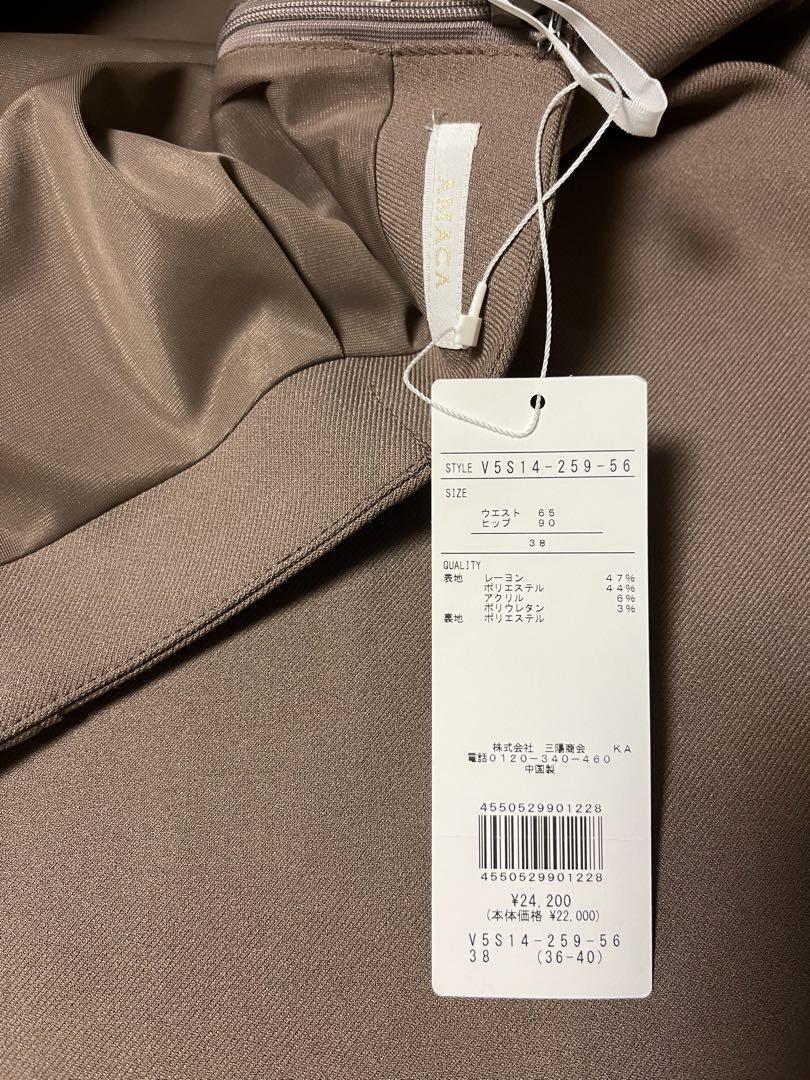 AMACA
STYLE V5S14-259-56
SIZE
ウエスト 65
ヒップ 90
38
QUALITY
表地 レーヨン 47%
ポリエステル 44%
アクリル 6%
ポリウレタン 3%
裏地 ポリエステル
株式会社 三陽商会 KA
電話0120-340-460
中国製
4550529901228
4550529901228
¥24,200
(本体価格 ¥22,000)
V5S14-259-56
38 (36-40)